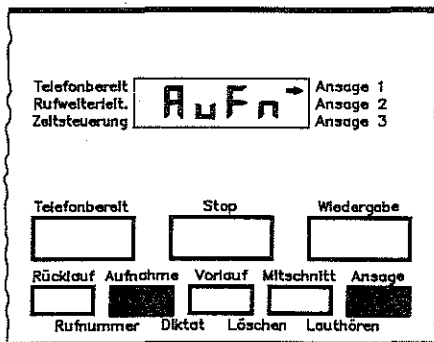 Telefonbereit AuFn → Ansage 1
Rufweiterleit. Ansage 2
Zeitsteuerung Ansage 3
Telefonbereit Stop Wiedergabe
Rücklauf Aufnahme Vorlauf Mitschnitt Ansage
Rufnummer Diktat Löschen Lauthören